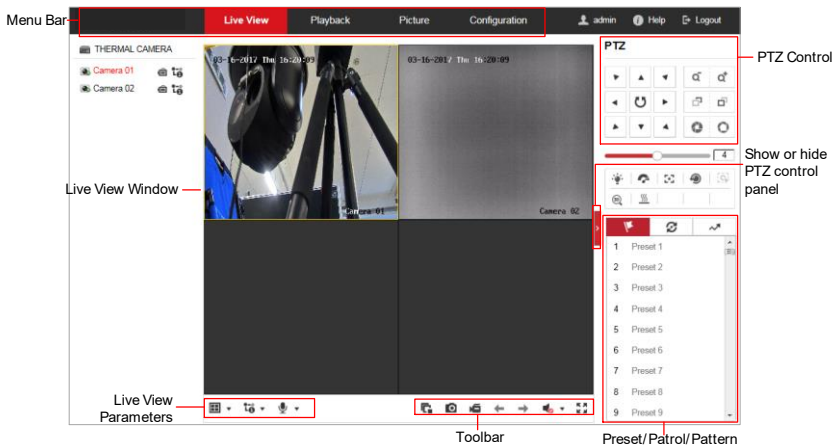 Menu Bar
Live View
Playback
Picture
Configuration
admin
Help
Logout
THERMAL CAMERA
Camera 01
Camera 02
03-16-2017 Thu 16:20:09
Camera 01
03-16-2017 Thu 16:20:09
Camera 02
Live View Window
PTZ
PTZ Control
4
Show or hide
PTZ control
panel
1 Preset 1
2 Preset 2
3 Preset 3
4 Preset 4
5 Preset 5
6 Preset 6
7 Preset 7
8 Preset 8
9 Preset 9
Live View
Parameters
Toolbar
Preset/Patrol/Pattern